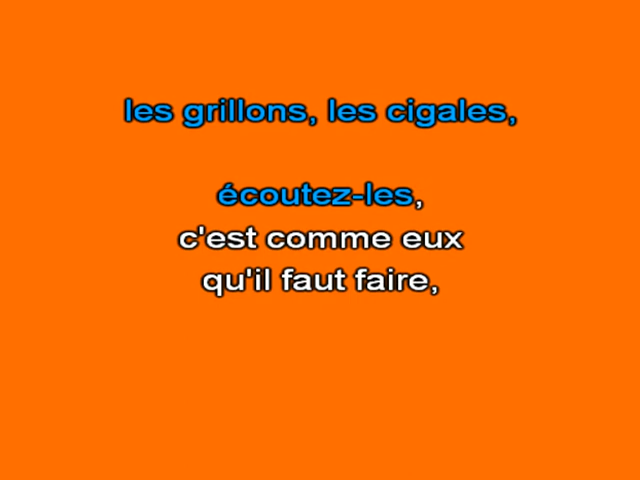 les grillons, les cigales,
écoutez-les,
c'est comme eux
qu'il faut faire,